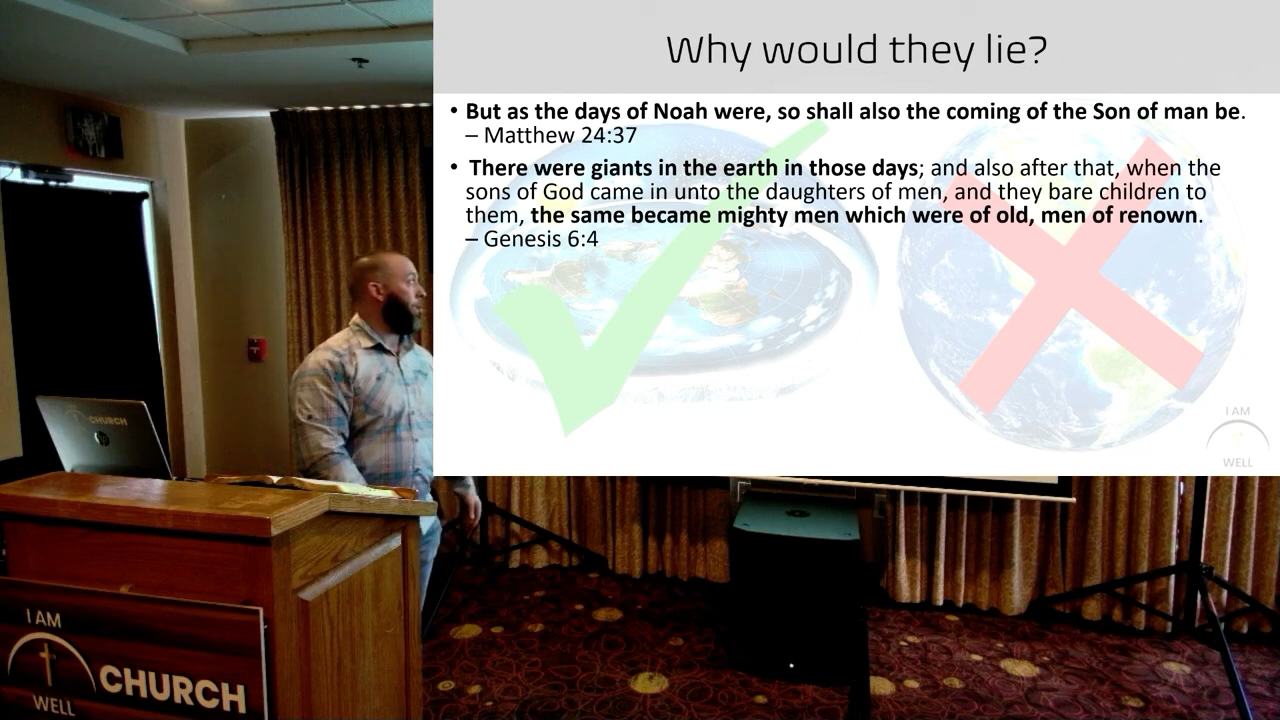 Why would they lie?
• But as the days of Noah were, so shall also the coming of the Son of man be.
– Matthew 24:37
• There were giants in the earth in those days; and also after that, when the
sons of God came in unto the daughters of men, and they bare children to
them, the same became mighty men which were of old, men of renown.
– Genesis 6:4
I AM
WELL
CHURCH
hp
I AM
WELL
CHURCH